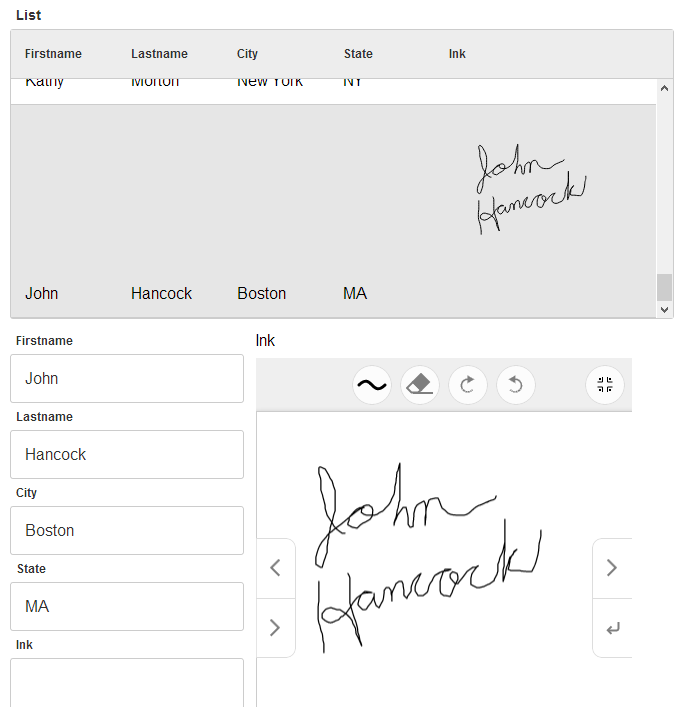 List
Firstname Lastname City State Ink
Kathy Morton New York NY
John
Hancock
John Hancock Boston MA
Firstname
John
Lastname
Hancock
City
Boston
State
MA
Ink
Ink
John
Hancock